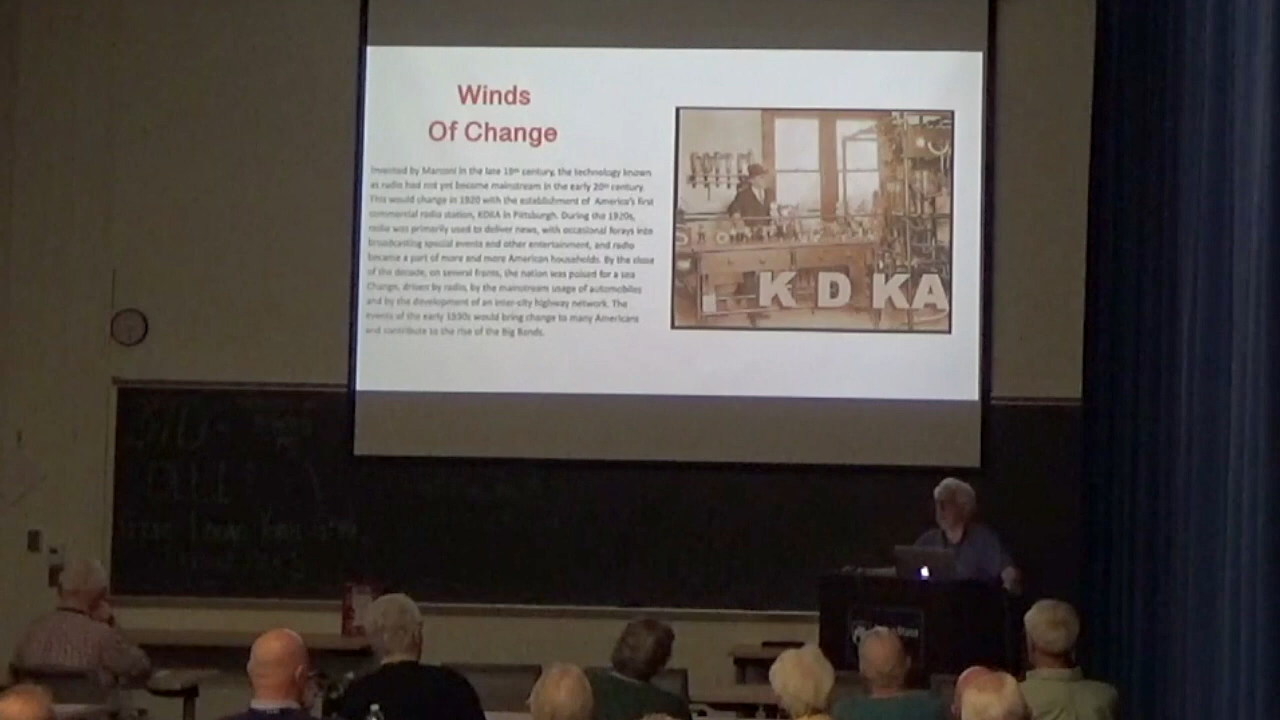 Winds
Of Change
Invented by Marconi in the late 19th century, the technology known
as radio had not yet become mainstream in the early 20th century.
This would change in 1920 with the establishment of America's first
commercial radio station, KDKA in Pittsburgh. During the 1920s,
radio was primarily used to deliver news, with occasional forays into
broadcasting special events and other entertainment, and radio
became a part of more and more American households. By the close
of the decade, on several fronts, the nation was poised for a sea
Change, driven by radio, by the mainstream usage of automobiles
and by the development of an inter-city highway network. The
events of the early 1930s would bring change to many Americans
and contribute to the rise of the Big Bands.
KDKA